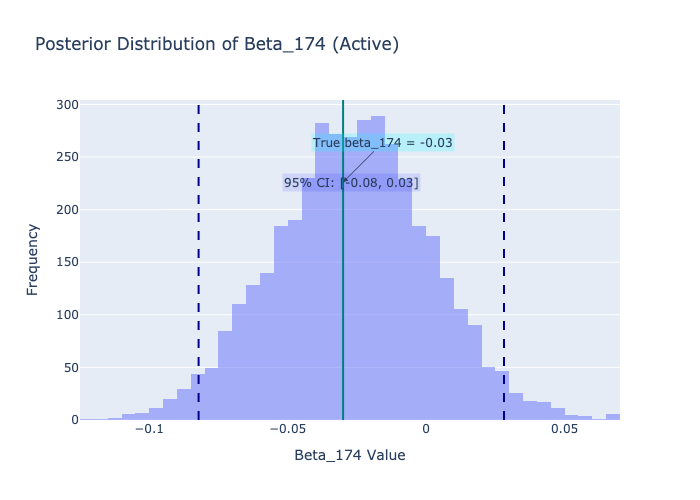 Posterior Distribution of Beta_174 (Active)
300
250
200
150
100
50
0
Frequency
True beta_174 = -0.03
95% CI: [-0.08, 0.03]
−0.1
−0.05
0
0.05
Beta_174 Value